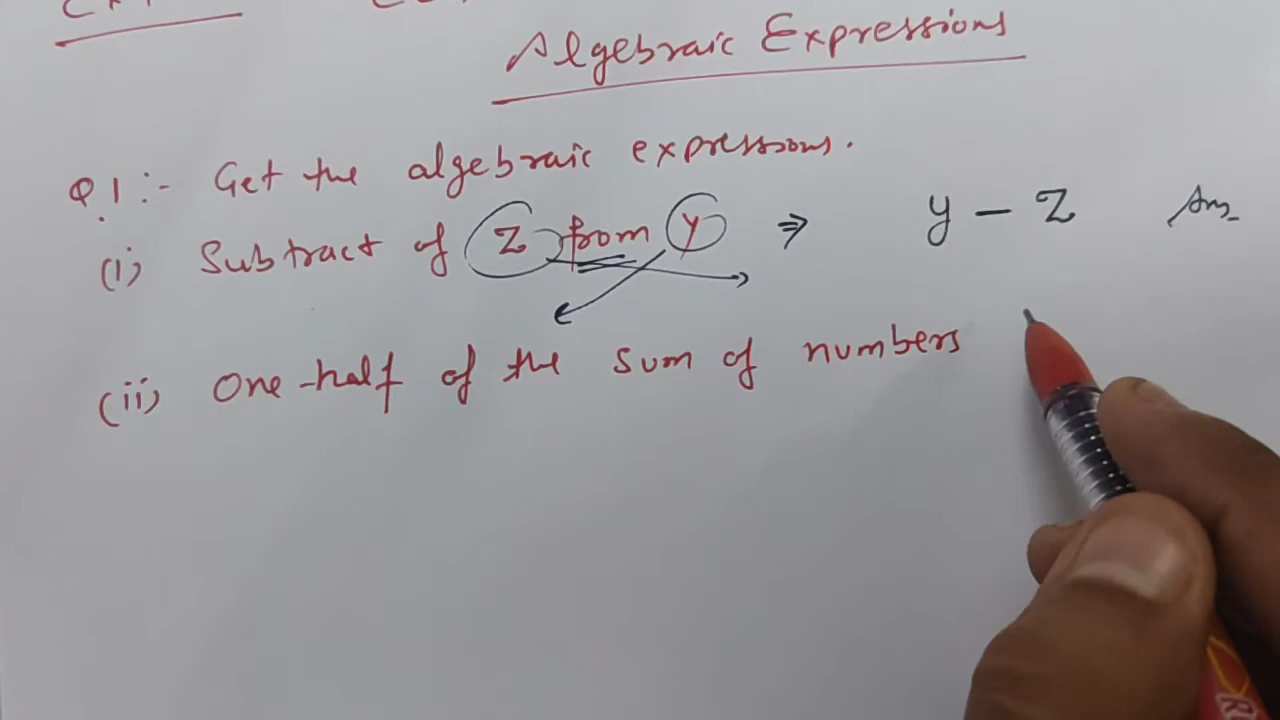 Algebraic Expressions
Q.1:- Get the algebraic expressions.
(i) Subtract of z from y ⇒ y - z Ans
(ii) One-half of the sum of numbers